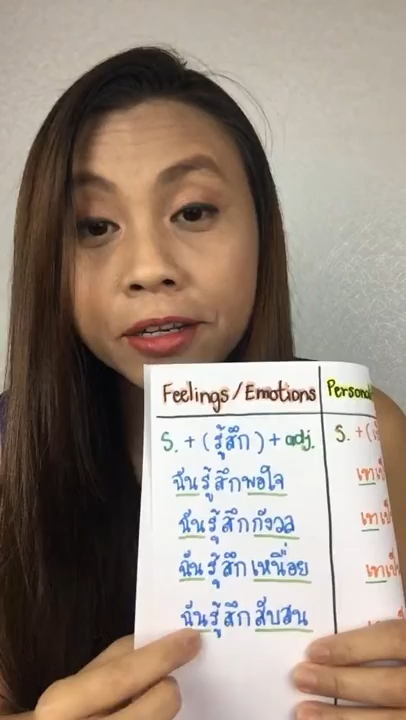 Feelings/Emotions
S. + (รู้สึก) + adj.
ฉันรู้สึกพอใจ
ฉันรู้สึกกังวล
ฉันรู้สึกเหนื่อย
ฉันรู้สึกสับสน
S. +